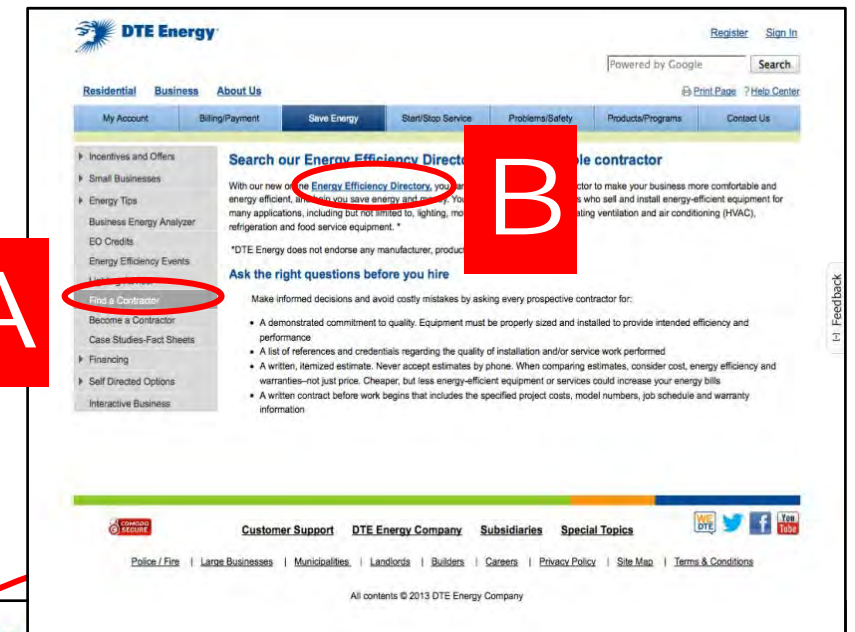 DTE Energy
Register Sign In
Powered by Google Search
Residential Business About Us
Print Page ? Help Center
My Account Billing/Payment Save Energy Start/Stop Service Problems/Safety Products/Programs Contact Us
Incentives and Offers
Small Businesses
Energy Tips
Business Energy Analyzer
EO Credits
Energy Efficiency Events
Find a Contractor
Become a Contractor
Case Studies-Fact Sheets
Financing
Self Directed Options
Interactive Business
A
B
Search our Energy Efficiency contractor
With our new Energy Efficiency Directory, to make your business more comfortable and
energy efficient, and help you save energy and who sell and install energy-efficient equipment for
many applications, including but not limited to, lighting, ventilation and air conditioning (HVAC),
refrigeration and food service equipment. *
*DTE Energy does not endorse any manufacturer,
Ask the right questions before you hire
Make informed decisions and avoid costly mistakes by asking every prospective contractor for:
• A demonstrated commitment to quality. Equipment must be properly sized and installed to provide intended efficiency and
performance
• A list of references and credentials regarding the quality of installation and/or service work performed
• A written, itemized estimate. Never accept estimates by phone. When comparing estimates, consider cost, energy efficiency and
warranties–not just price. Cheaper, but less energy-efficient equipment or services could increase your energy bills
• A written contract before work begins that includes the specified project costs, model numbers, job schedule and warranty
information
[-] Feedback
COMODO
SECURE
Customer Support DTE Energy Company Subsidiaries Special Topics
WE
DTE
You
Tube
Police / Fire | Large Businesses | Municipalities | Landlords | Builders | Careers | Privacy Policy | Site Map | Terms & Conditions
All contents © 2013 DTE Energy Company